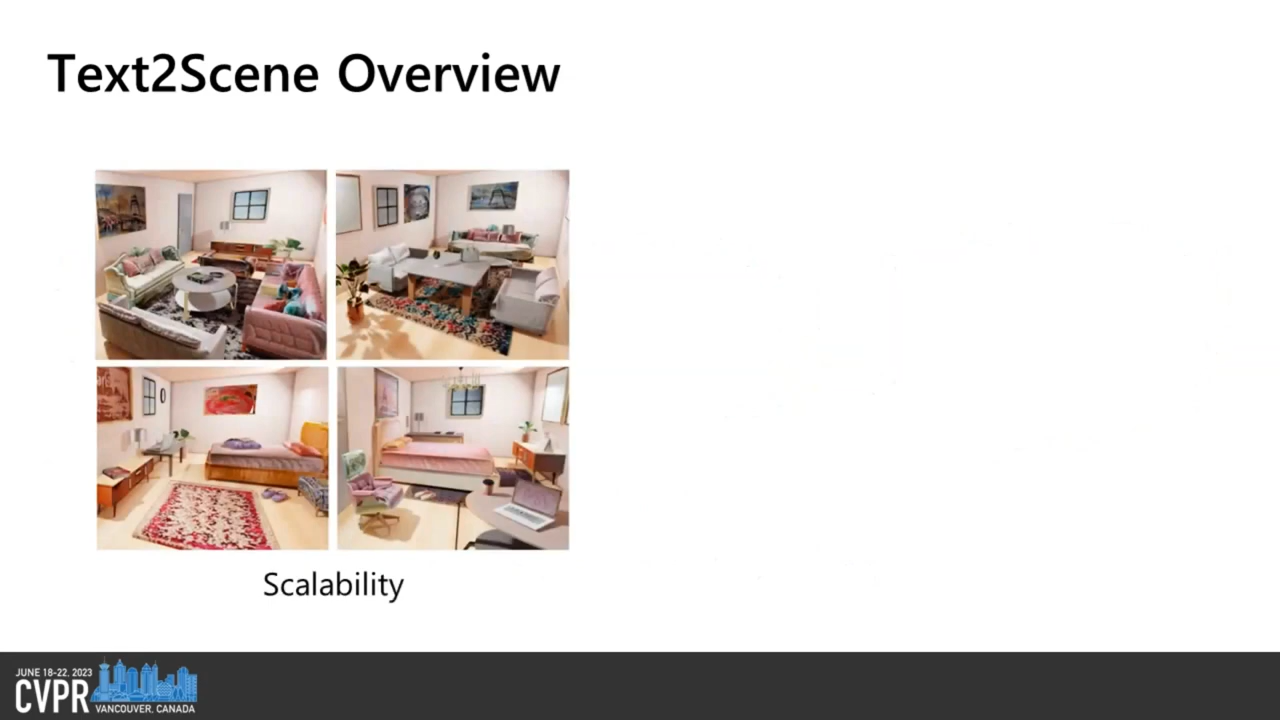 Text2Scene Overview
Scalability
JUNE 18-22, 2023
CVPR
VANCOUVER, CANADA